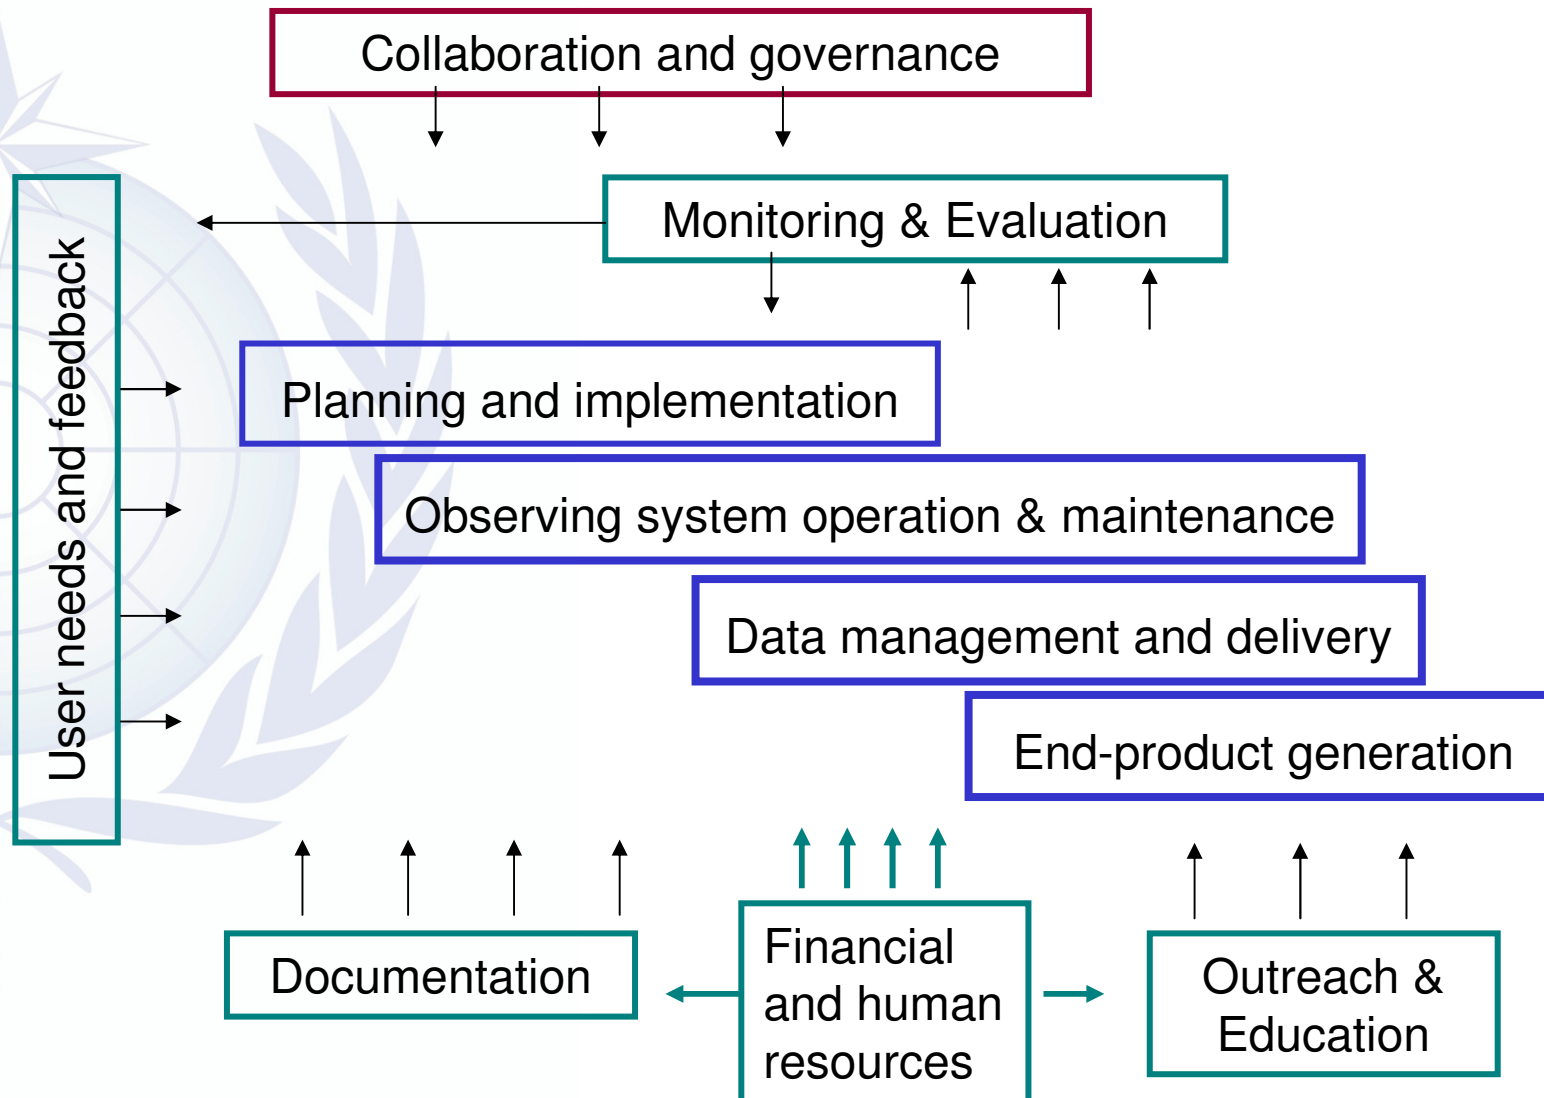 Collaboration and governance
Monitoring & Evaluation
User needs and feedback
Planning and implementation
Observing system operation & maintenance
Data management and delivery
End-product generation
Documentation
Financial
and human
resources
Outreach &
Education